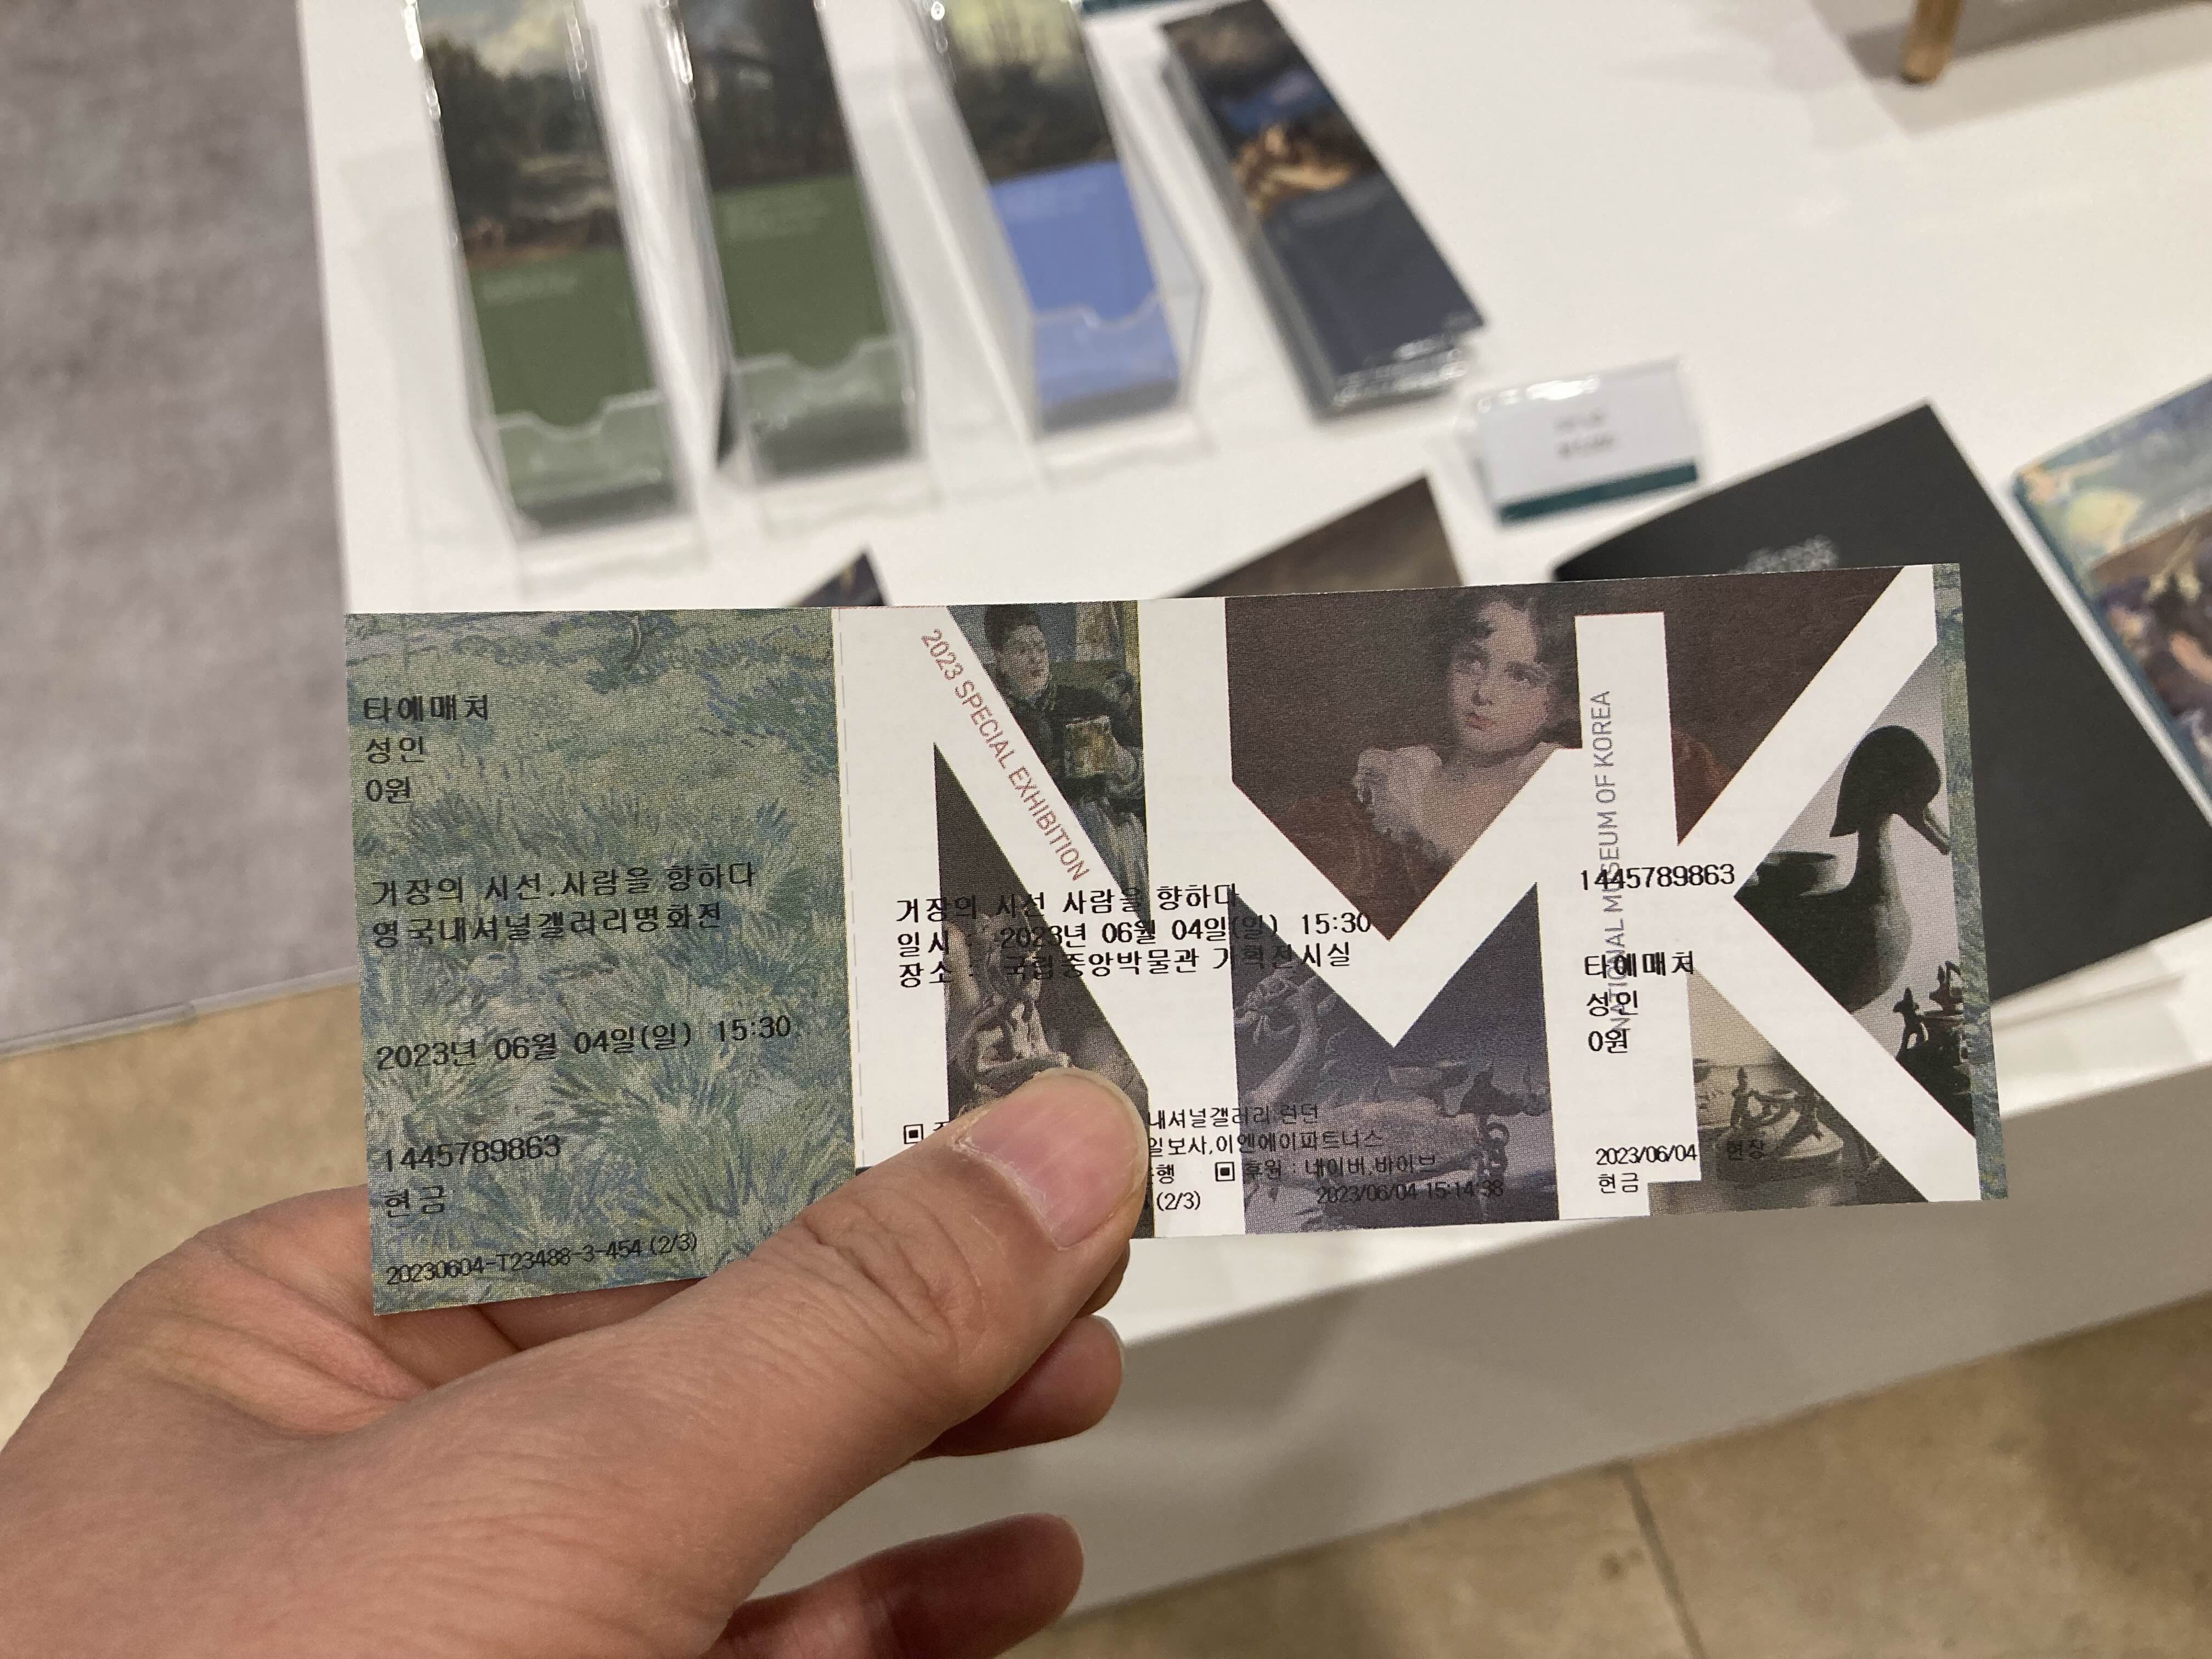 타예매처
성인
0원
거장의 시선.사람을 향하다
영국내셔널갤러리명화전
2023년 06월 04일(일) 15:30
1445789863
현금
20230604-T23488-3-454 (2/3)
2023 SPECIAL EXHIBITION
거장의 시선 사람을 향하다
일시 : 2023년 06월 04일(일) 15:30
장소 : 국립중앙박물관 기획전시실
내셔널갤러리.런던
일보사,이엔에이파트너스
행 후원 : 네이버,바이브
(2/3) 2023/06/04 15:14:38
NATIONAL MUSEUM OF KOREA
1445789863
타예매처
성인
0원
2023/06/04 현장
현금